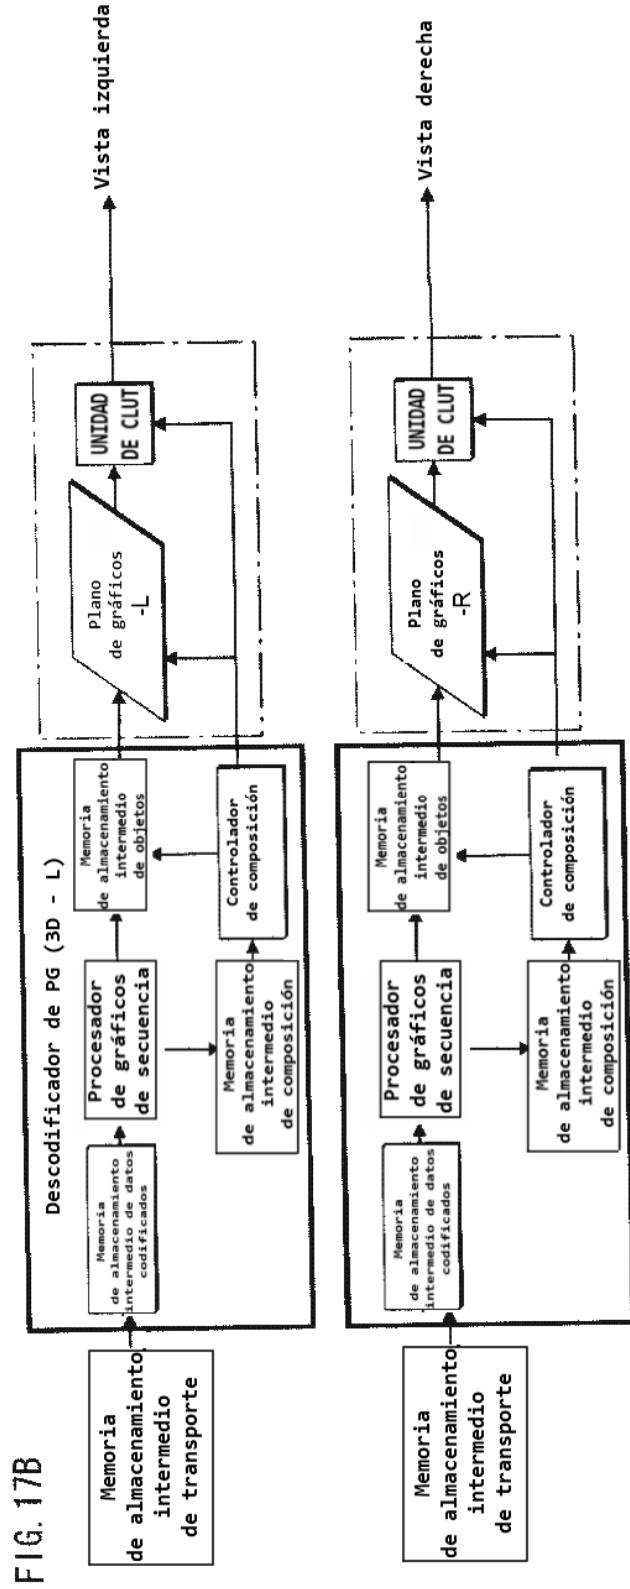 FIG. 17B
Memoria
de almacenamiento
intermedio
de transporte
Descodificador de PG (3D - L)
Memoria
de almacenamiento
intermedio de datos
codificados
Procesador
de gráficos
de secuencia
Memoria
de almacenamiento
intermedio
de objetos
Memoria
de almacenamiento
intermedio
de composición
Controlador
de composición
Plano
de gráficos
-L
UNIDAD
DE CLUT
Vista izquierda
Memoria
de almacenamiento
intermedio
de transporte
Memoria
de almacenamiento
intermedio de datos
codificados
Procesador
de gráficos
de secuencia
Memoria
de almacenamiento
intermedio
de objetos
Memoria
de almacenamiento
intermedio
de composición
Controlador
de composición
Plano
de gráficos
-R
UNIDAD
DE CLUT
Vista derecha